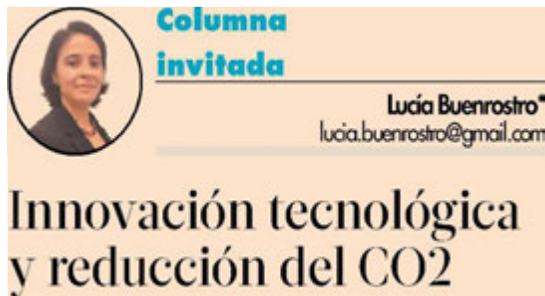 Columna
invitada
Lucía Buenrostro*
lucia.buenrostro@gmail.com
Innovación tecnológica
y reducción del CO2